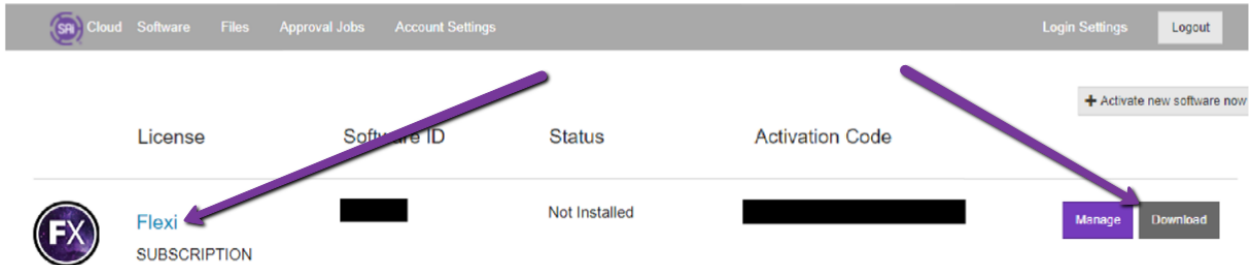 SAi Cloud Software Files Approval Jobs Account Settings Login Settings Logout
+ Activate new software now
License Software ID Status Activation Code
FX Flexi Not Installed Manage Download
SUBSCRIPTION